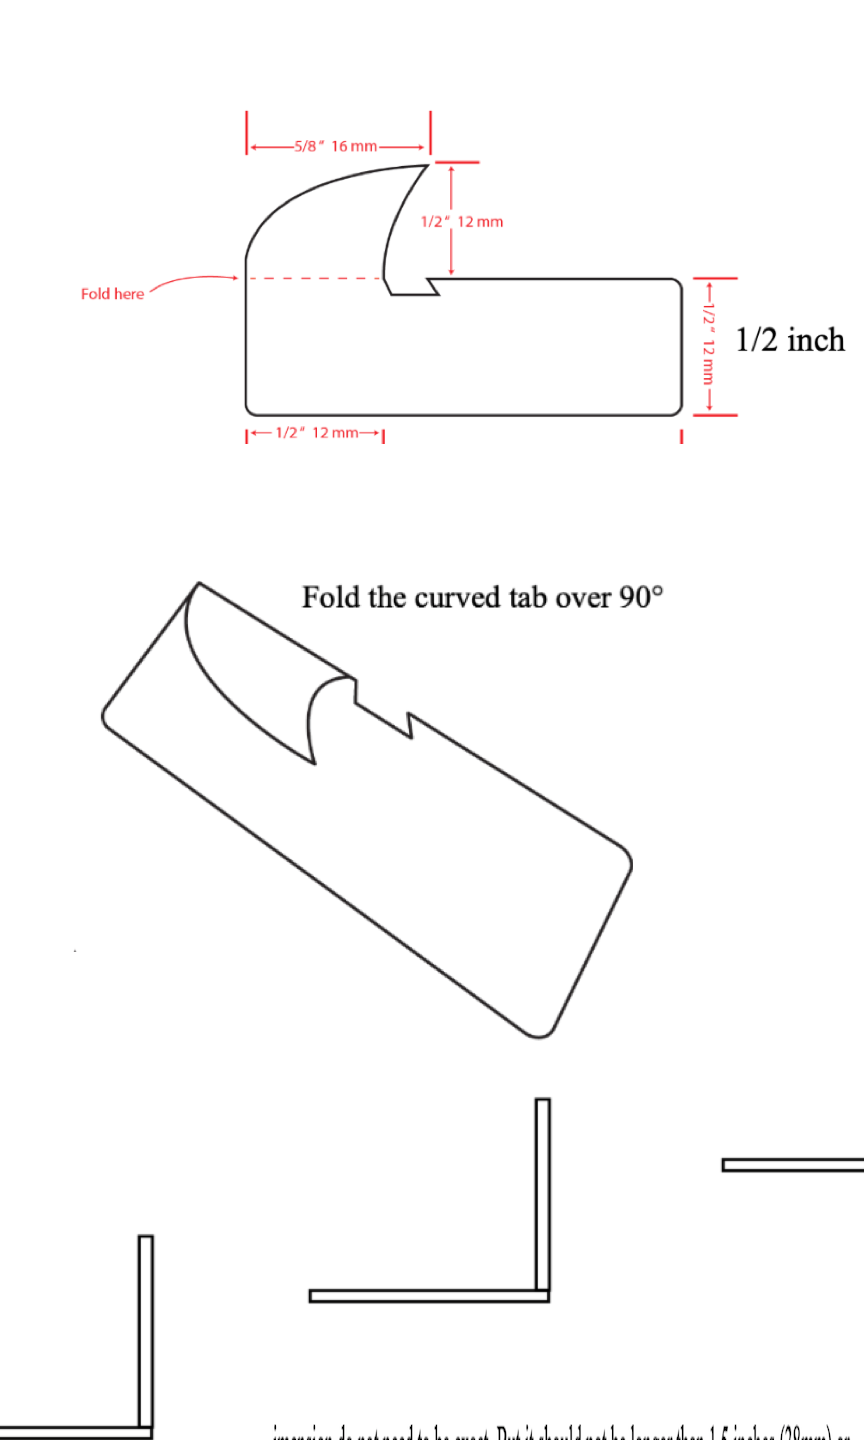 5/8" 16 mm
1/2" 12 mm
Fold here
1/2" 12 mm
1/2 inch
1/2" 12 mm
Fold the curved tab over 90°
do not need to be exact. But it should not be longer than 1.5 inches (38mm) or